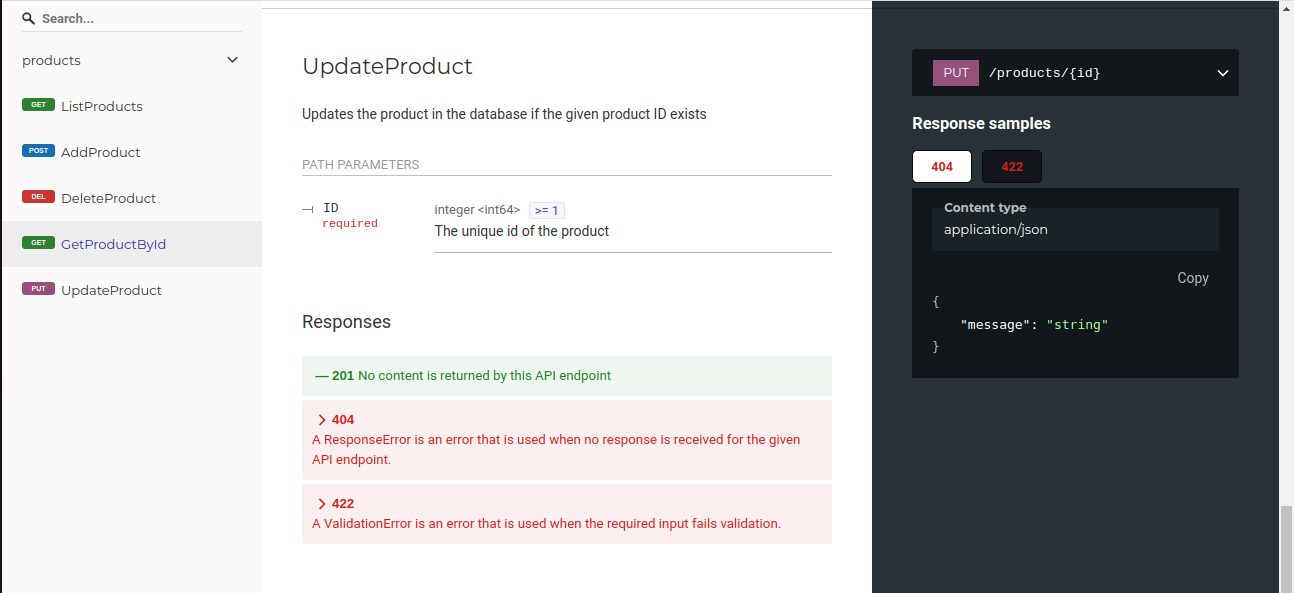 Search...
products
GET ListProducts
POST AddProduct
DEL DeleteProduct
GET GetProductById
PUT UpdateProduct
UpdateProduct
Updates the product in the database if the given product ID exists
PATH PARAMETERS
ID
required
integer <int64> >= 1
The unique id of the product
Responses
— 201 No content is returned by this API endpoint
404
A ResponseError is an error that is used when no response is received for the given
API endpoint.
422
A ValidationError is an error that is used when the required input fails validation.
PUT /products/{id}
Response samples
404 422
Content type
application/json
Copy
{
"message": "string"
}